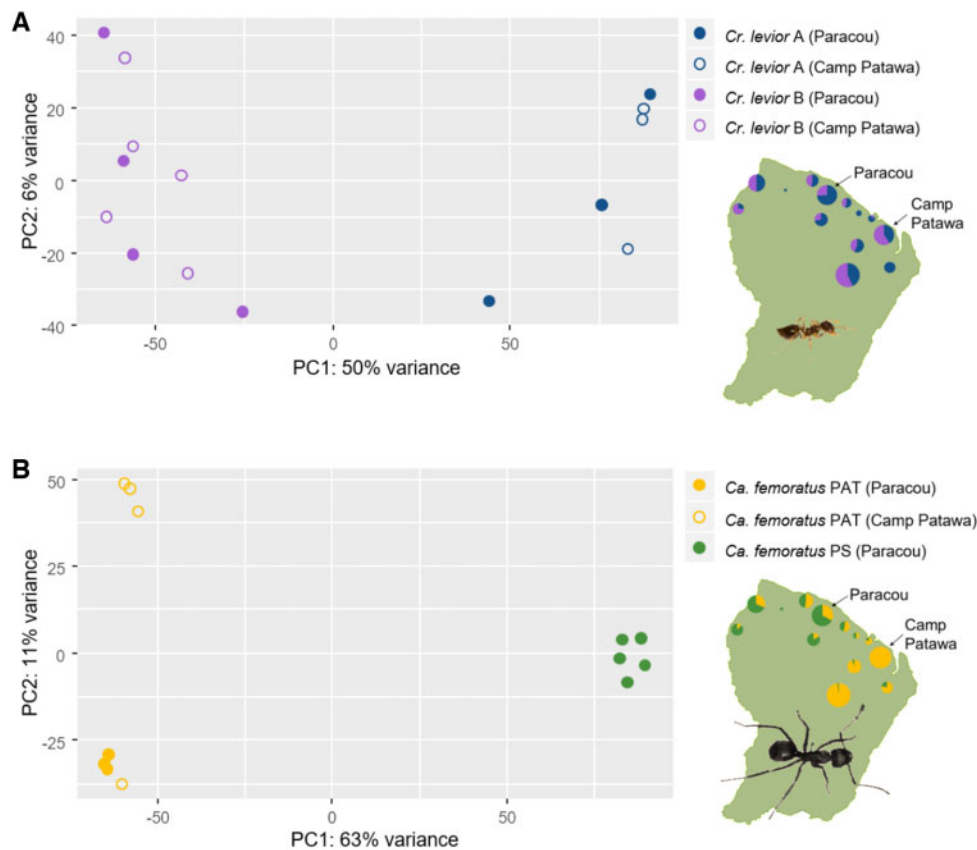 A
40
20
0
-20
-40
PC2: 6% variance
-50
0
50
PC1: 50% variance
Cr. levior A (Paracou)
Cr. levior A (Camp Patawa)
Cr. levior B (Paracou)
Cr. levior B (Camp Patawa)
Paracou
Camp
Patawa
B
50
25
0
-25
PC2: 11% variance
-50
0
50
PC1: 63% variance
Ca. femoratus PAT (Paracou)
Ca. femoratus PAT (Camp Patawa)
Ca. femoratus PS (Paracou)
Paracou
Camp
Patawa